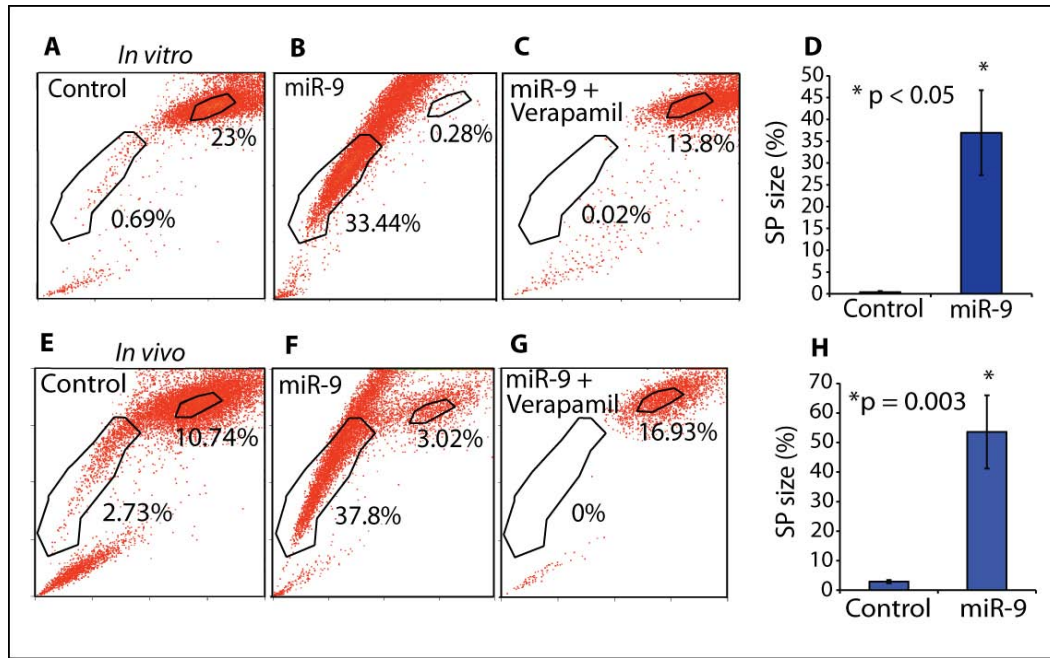 A
In vitro
Control
23%
0.69%
B
miR-9
0.28%
33.44%
C
miR-9 +
Verapamil
13.8%
0.02%
D
* p < 0.05
*
SP size (%)
50
45
40
35
30
25
20
15
10
5
0
Control
miR-9
E
In vivo
Control
10.74%
2.73%
F
miR-9
3.02%
37.8%
G
miR-9 +
Verapamil
16.93%
0%
H
*p = 0.003
*
SP size (%)
70
60
50
40
30
20
10
0
Control
miR-9